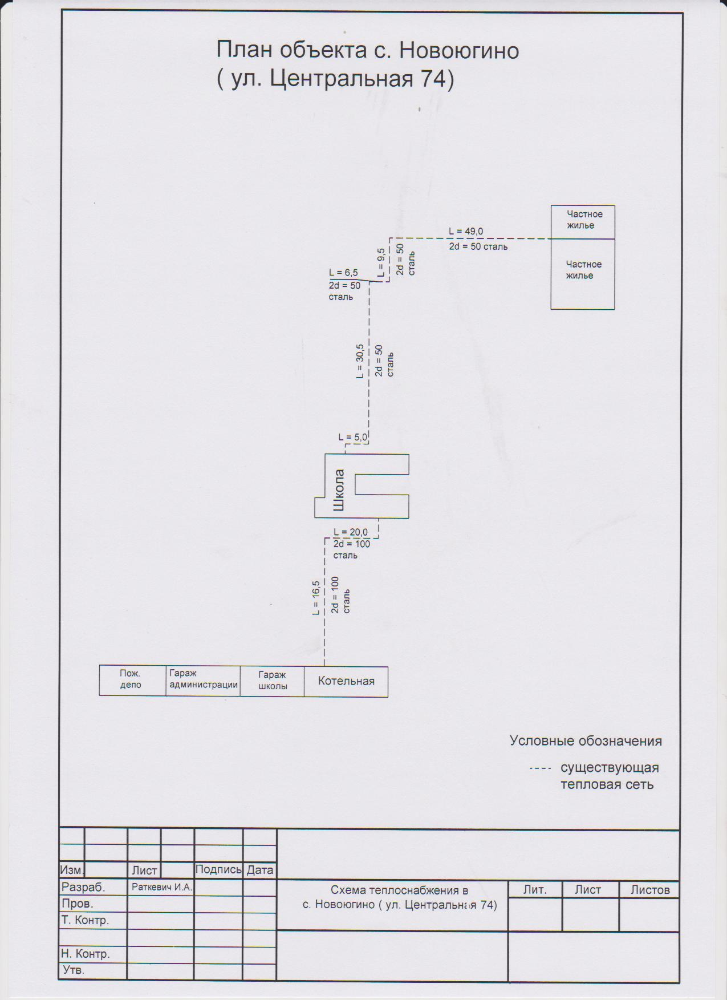 План объекта с. Новоюгино
( ул. Центральная 74)
Частное
жилье
L = 49,0
2d = 50 сталь
L = 9,5
2d = 50
сталь
Частное
жилье
L = 6,5
2d = 50
сталь
L = 30,5
2d = 50
сталь
L = 5,0
Школа
L = 20,0
2d = 100
сталь
L = 16,5
2d = 100
сталь
Пож.
депо
Гараж
администрации
Гараж
школы
Котельная
Условные обозначения
---- существующая
тепловая сеть
Изм. Лист Подпись Дата
Разраб. Раткевич И.А.
Пров.
Т. Контр.
Н. Контр.
Утв.
Схема теплоснабжения в
с. Новоюгино ( ул. Центральная 74)
Лит. Лист Листов